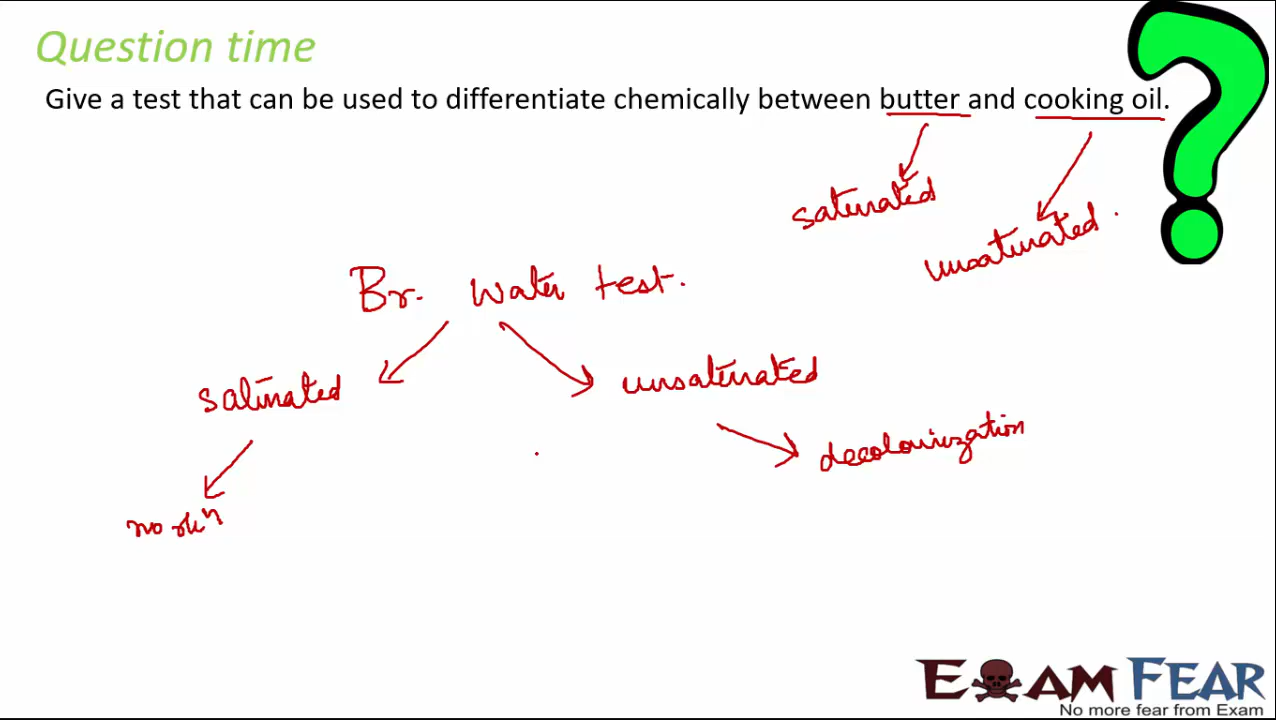 Question time
Give a test that can be used to differentiate chemically between butter and cooking oil.
saturated
unsaturated
Br. Water test.
saturated
unsaturated
decolourization
no rkn
EXAM FEAR
No more fear from Exam